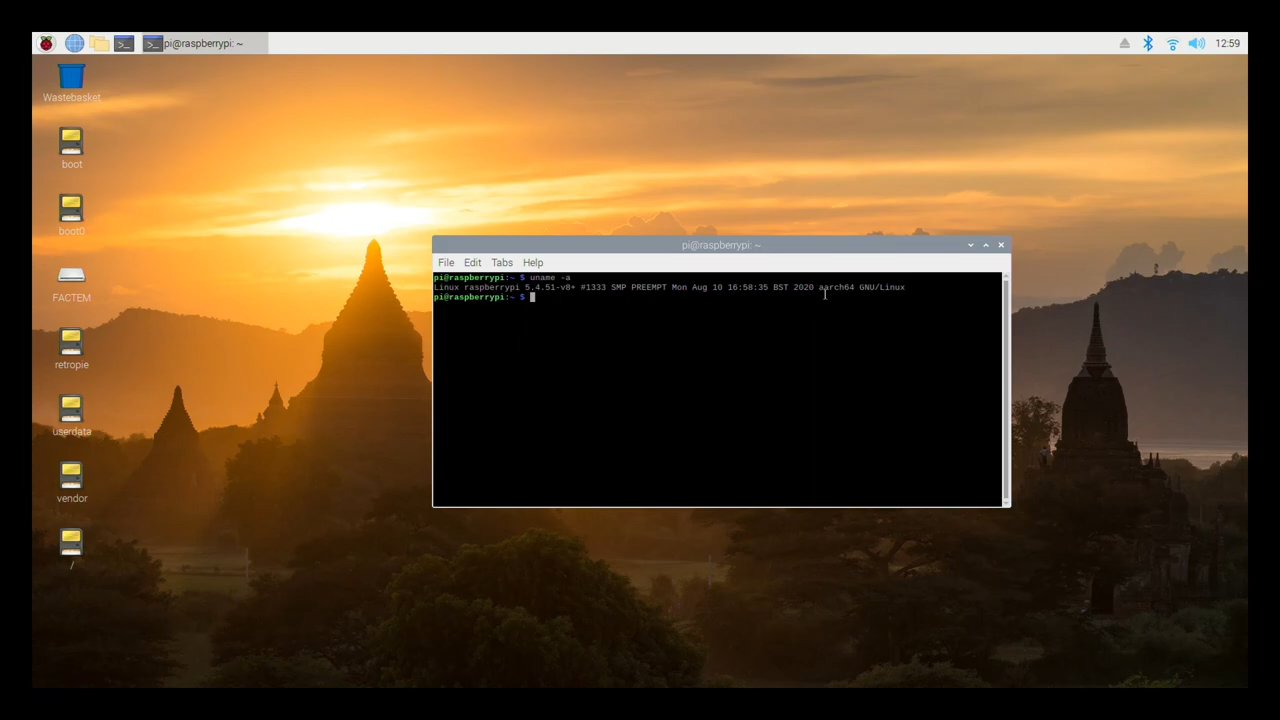 pi@raspberrypi: ~
12:59
Wastebasket
boot
boot0
FACTEM
retropie
userdata
vendor
/
pi@raspberrypi: ~
File Edit Tabs Help
pi@raspberrypi:~ $ uname -a
Linux raspberrypi 5.4.51-v8+ #1333 SMP PREEMPT Mon Aug 10 16:58:35 BST 2020 aarch64 GNU/Linux
pi@raspberrypi:~ $